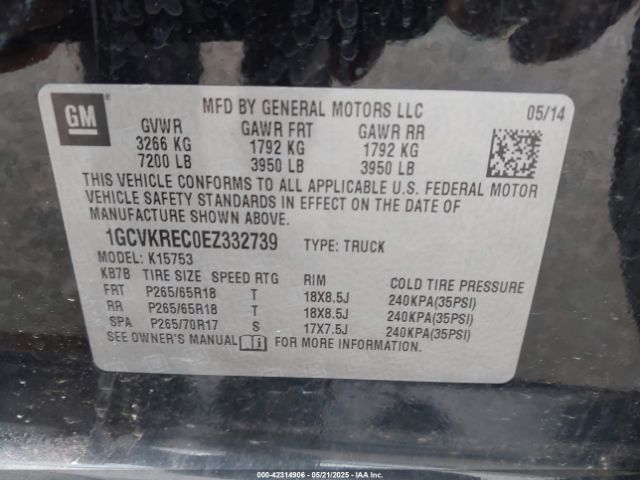 GM
MFD BY GENERAL MOTORS LLC 05/14
GVWR GAWR FRT GAWR RR
3266 KG 1792 KG 1792 KG
7200 LB 3950 LB 3950 LB
THIS VEHICLE CONFORMS TO ALL APPLICABLE U.S. FEDERAL MOTOR
VEHICLE SAFETY STANDARDS IN EFFECT ON THE DATE OF
MANUFACTURE SHOWN ABOVE.
1GCVKREC0EZ332739 TYPE: TRUCK
MODEL: K15753
KB7B TIRE SIZE SPEED RTG RIM COLD TIRE PRESSURE
FRT P265/65R18 T 18X8.5J 240KPA(35PSI)
RR P265/65R18 T 18X8.5J 240KPA(35PSI)
SPA P265/70R17 S 17X7.5J 240KPA(35PSI)
SEE OWNER'S MANUAL FOR MORE INFORMATION.
000-42314906 - 05/21/2025 - IAA Inc.